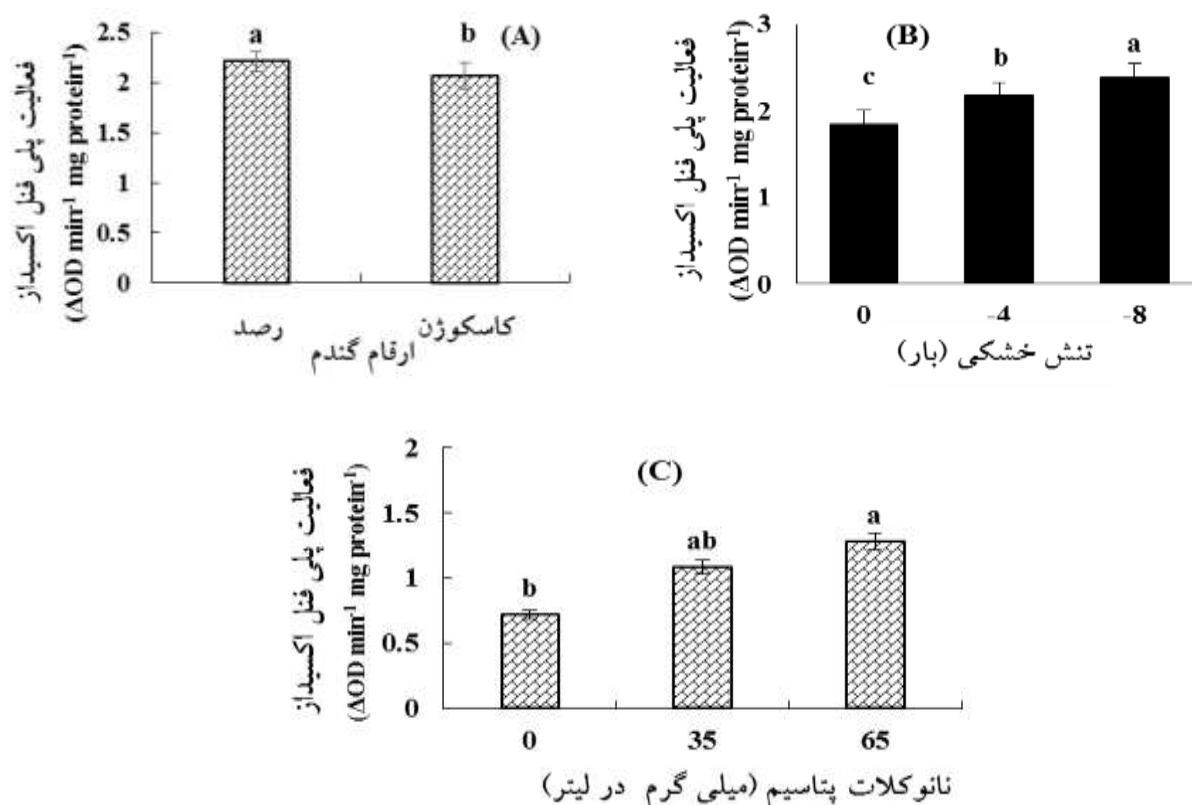 (A)
فعالیت پلی فنل اکسیداز
(ΔOD min⁻¹ mg protein⁻¹)
2.5
2
1.5
1
0.5
0
a
b
رصد
کاسکوژن
ارقام گندم
(B)
فعالیت پلی فنل اکسیداز
(ΔOD min⁻¹ mg protein⁻¹)
3
2
1
0
c
b
a
0
-4
-8
تنش خشکی (بار)
(C)
فعالیت پلی فنل اکسیداز
(ΔOD min⁻¹ mg protein⁻¹)
2
1.5
1
0.5
0
b
ab
a
0
35
65
نانوکلات پتاسیم (میلی گرم در لیتر)